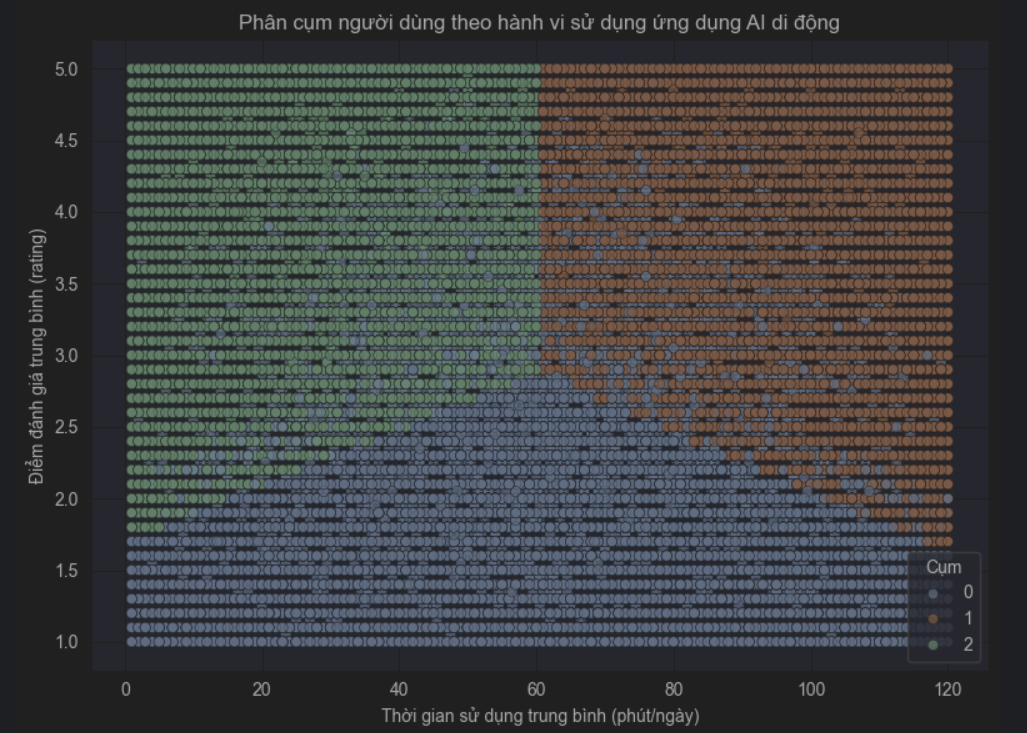 Phân cụm người dùng theo hành vi sử dụng ứng dụng AI di động
Điểm đánh giá trung bình (rating)
5.0
4.5
4.0
3.5
3.0
2.5
2.0
1.5
1.0
Cụm
0
1
2
0 20 40 60 80 100 120
Thời gian sử dụng trung bình (phút/ngày)